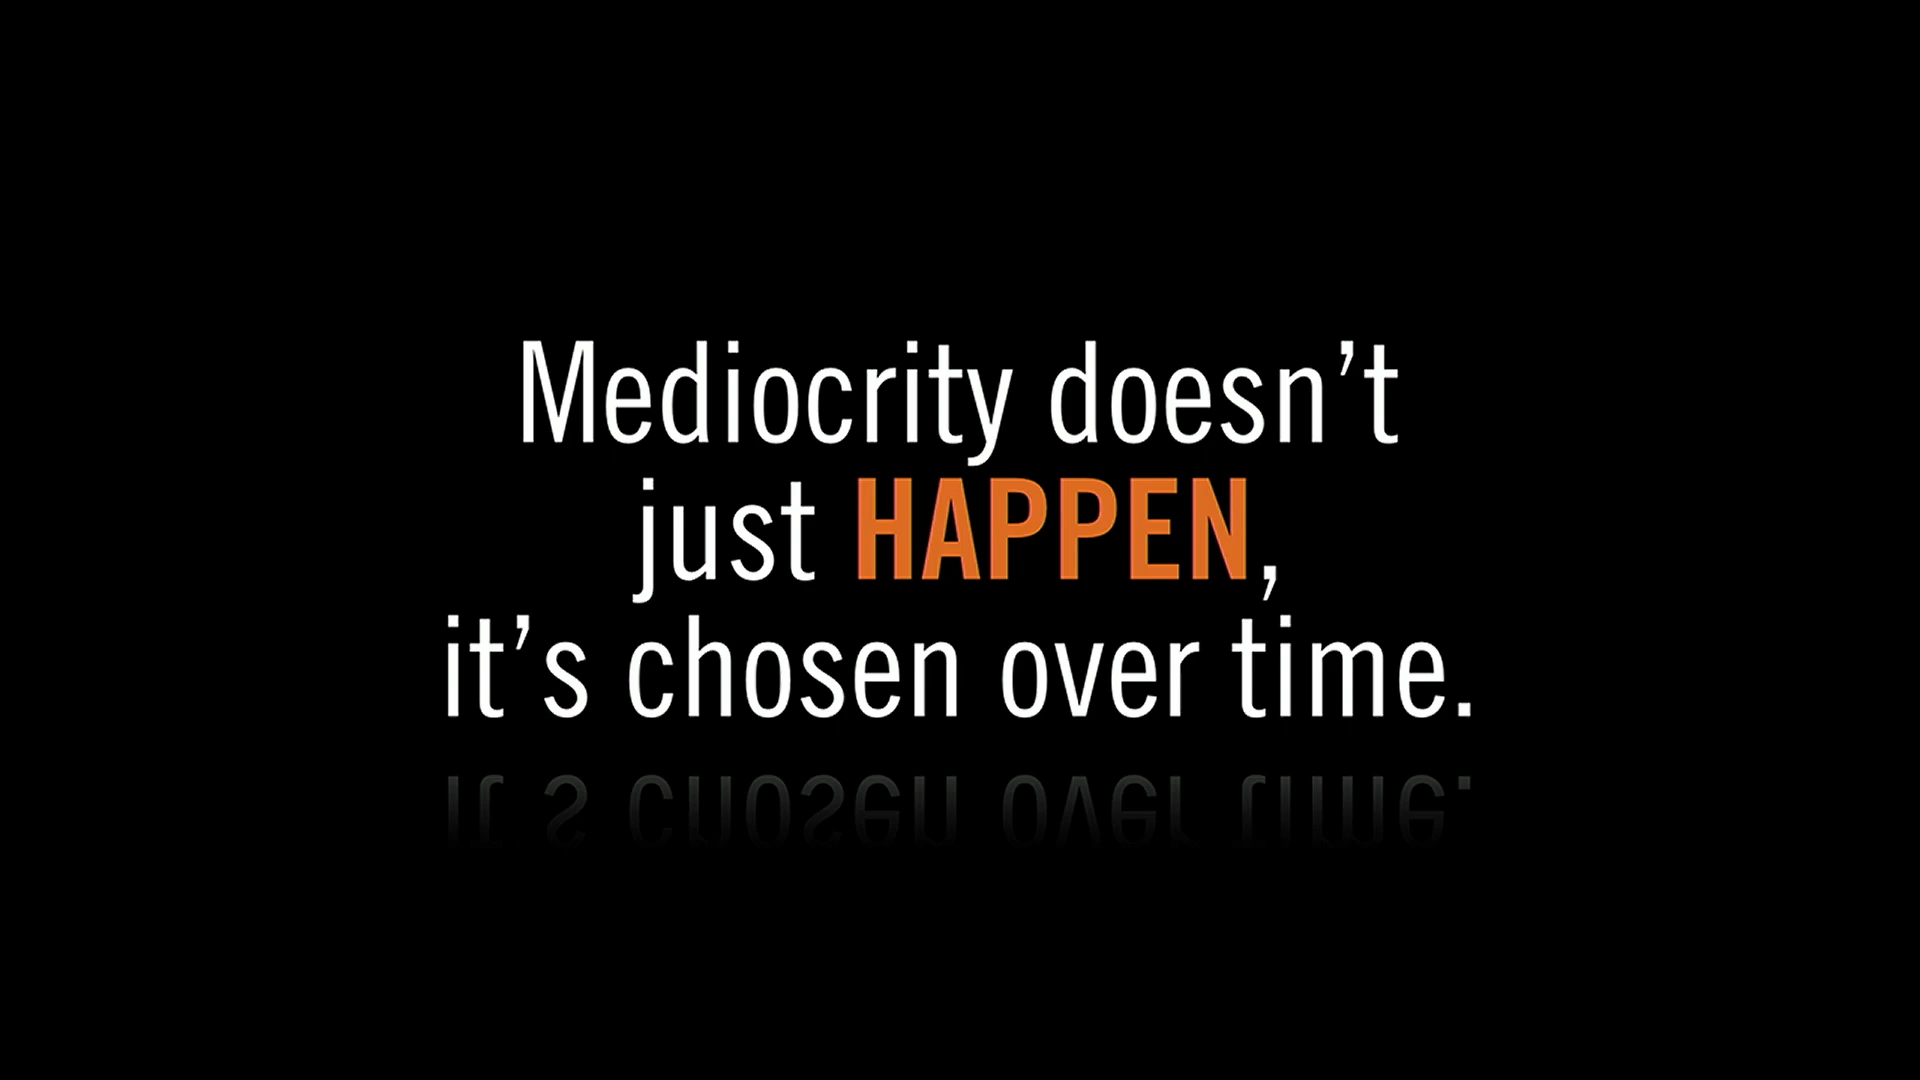 Mediocrity doesn’t
just HAPPEN,
it’s chosen over time.